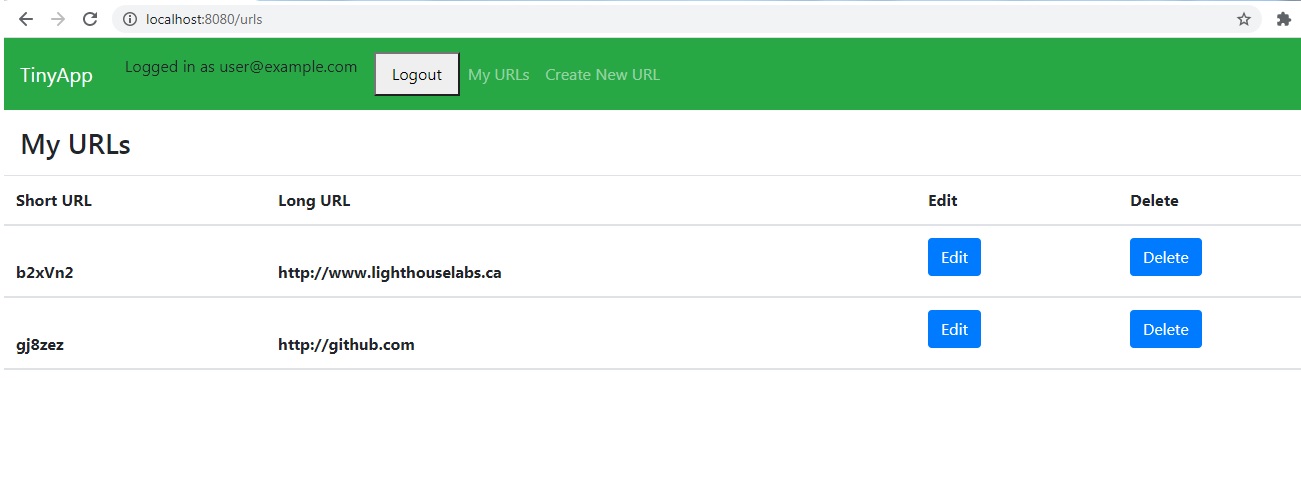 localhost:8080/urls
TinyApp Logged in as user@example.com Logout My URLs Create New URL
My URLs
Short URL Long URL Edit Delete
b2xVn2 http://www.lighthouselabs.ca Edit Delete
gj8zez http://github.com Edit Delete